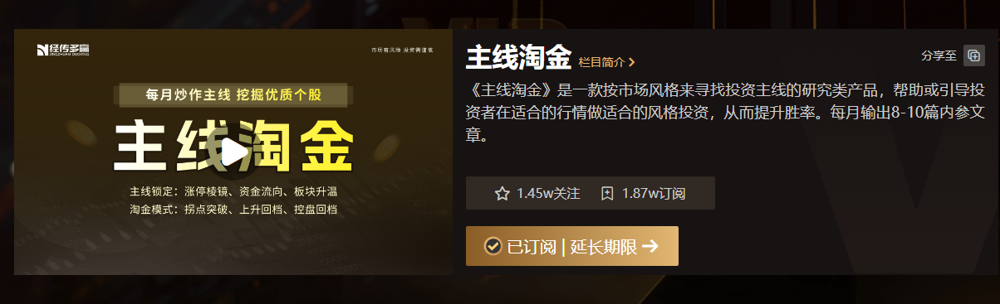 VIP
经传多赢
JINGZHUAN DUOYING
市场有风险 投资需谨慎
每月炒作主线 挖掘优质个股
主线淘金
主线锁定：涨停棱镜、资金流向、板块升温
淘金模式：拐点突破、上升回档、控盘回档
主线淘金 栏目简介
分享至
《主线淘金》是一款按市场风格来寻找投资主线的研究类产品，帮助或引导投
资者在适合的行情做适合的风格投资，从而提升胜率。每月输出8-10篇内参文
章。
1.45w关注 1.87w订阅
已订阅 | 延长期限